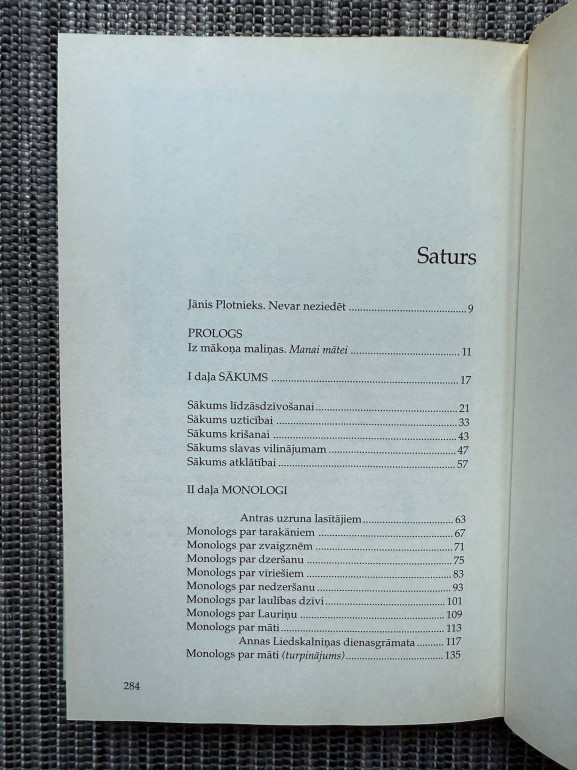 Saturs
Jānis Plotnieks. Nevar neziedēt ........................................ 9
PROLOGS
Iz mākoņa maliņas. Manai mātei ................................... 11
I daļa SĀKUMS ............................................................. 17
Sākums līdzāsdzīvošanai ............................................... 21
Sākums uzticībai ............................................................ 33
Sākums krišanai ............................................................. 43
Sākums slavas vilinājumam ........................................... 47
Sākums atklātībai ........................................................... 57
II daļa MONOLOGI
Antras uzruna lasītājiem ............................... 63
Monologs par tarakāniem .............................................. 67
Monologs par zvaigznēm ............................................... 71
Monologs par dzeršanu .................................................. 75
Monologs par vīriešiem .................................................. 83
Monologs par nedzeršanu .............................................. 93
Monologs par laulības dzīvi .......................................... 101
Monologs par Lauriņu ................................................... 109
Monologs par māti ......................................................... 113
Annas Liedskalniņas dienasgrāmata .......... 117
Monologs par māti (turpinājums) .................................. 135
284